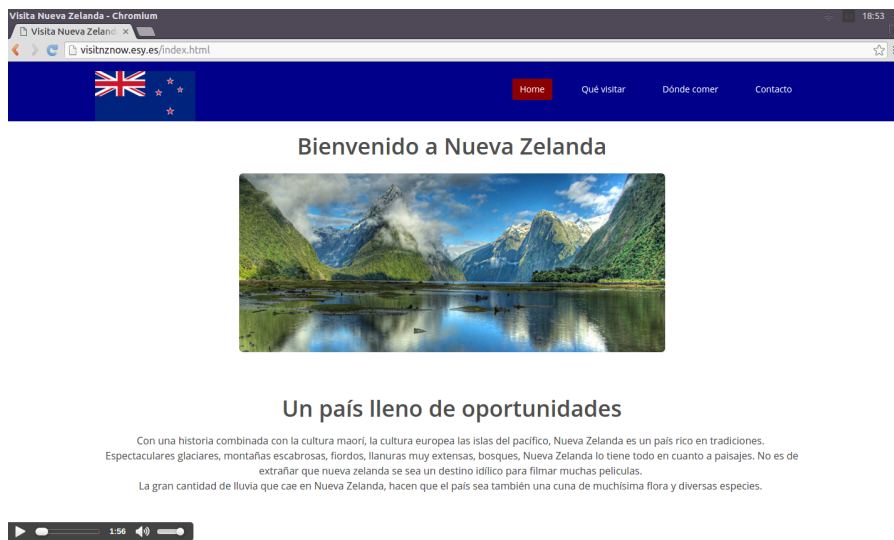 Visita Nueva Zelanda - Chromium
18:53
Visita Nueva Zeland
visitnznow.esy.es/index.html
Home Qué visitar Dónde comer Contacto
Bienvenido a Nueva Zelanda
Un país lleno de oportunidades
Con una historia combinada con la cultura maorí, la cultura europea las islas del pacífico, Nueva Zelanda es un país rico en tradiciones.
Espectaculares glaciares, montañas escabrosas, fiordos, llanuras muy extensas, bosques, Nueva Zelanda lo tiene todo en cuanto a paisajes. No es de
extrañar que nueva zelanda se sea un destino idílico para filmar muchas peliculas.
La gran cantidad de lluvia que cae en Nueva Zelanda, hacen que el país sea también una cuna de muchísima flora y diversas especies.
1:56